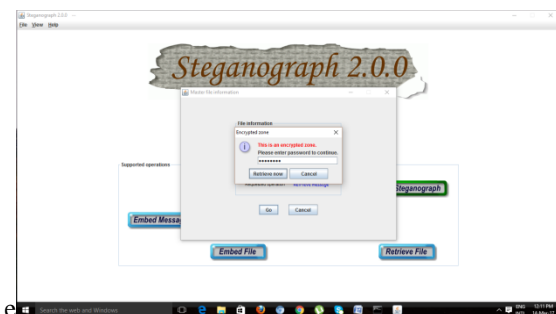 Steganograph 2.0.0
File View Help
Steganograph 2.0.0
Master file information
File information
Encrypted zone
This is an encrypted zone.
Please enter password to continue.
Retrieve now Cancel
Supported operations
Steganograph
Go Cancel
Embed Messa
Embed File Retrieve File
e
Search the web and Windows
ENG 12:11 PM